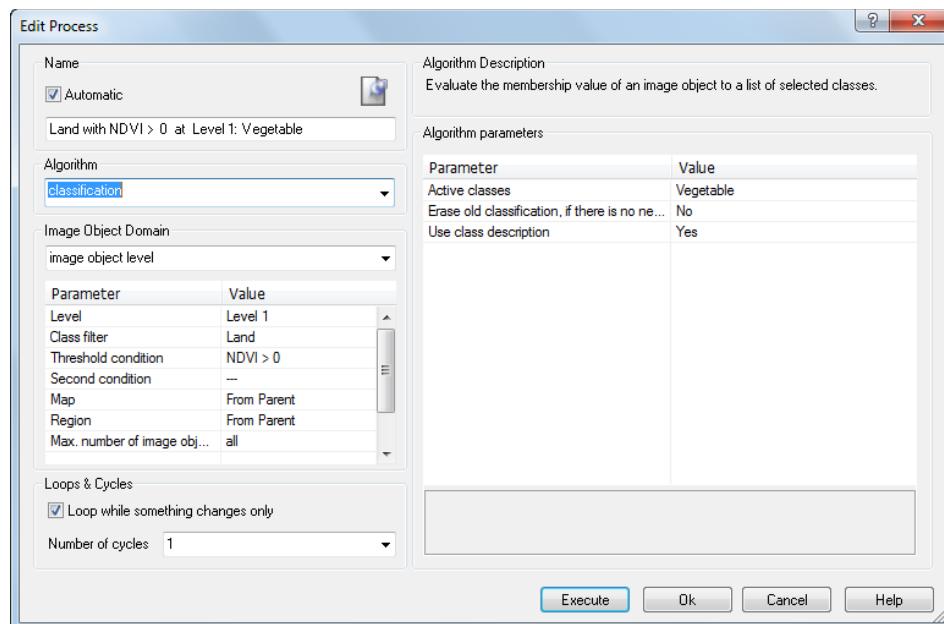 Edit Process
Name
Automatic
Land with NDVI > 0 at Level 1: Vegetable
Algorithm
classification
Image Object Domain
image object level
Parameter Value
Level Level 1
Class filter Land
Threshold condition NDVI > 0
Second condition ---
Map From Parent
Region From Parent
Max. number of image obj... all
Loops & Cycles
Loop while something changes only
Number of cycles 1
Algorithm Description
Evaluate the membership value of an image object to a list of selected classes.
Algorithm parameters
Parameter Value
Active classes Vegetable
Erase old classification, if there is no ne... No
Use class description Yes
Execute Ok Cancel Help